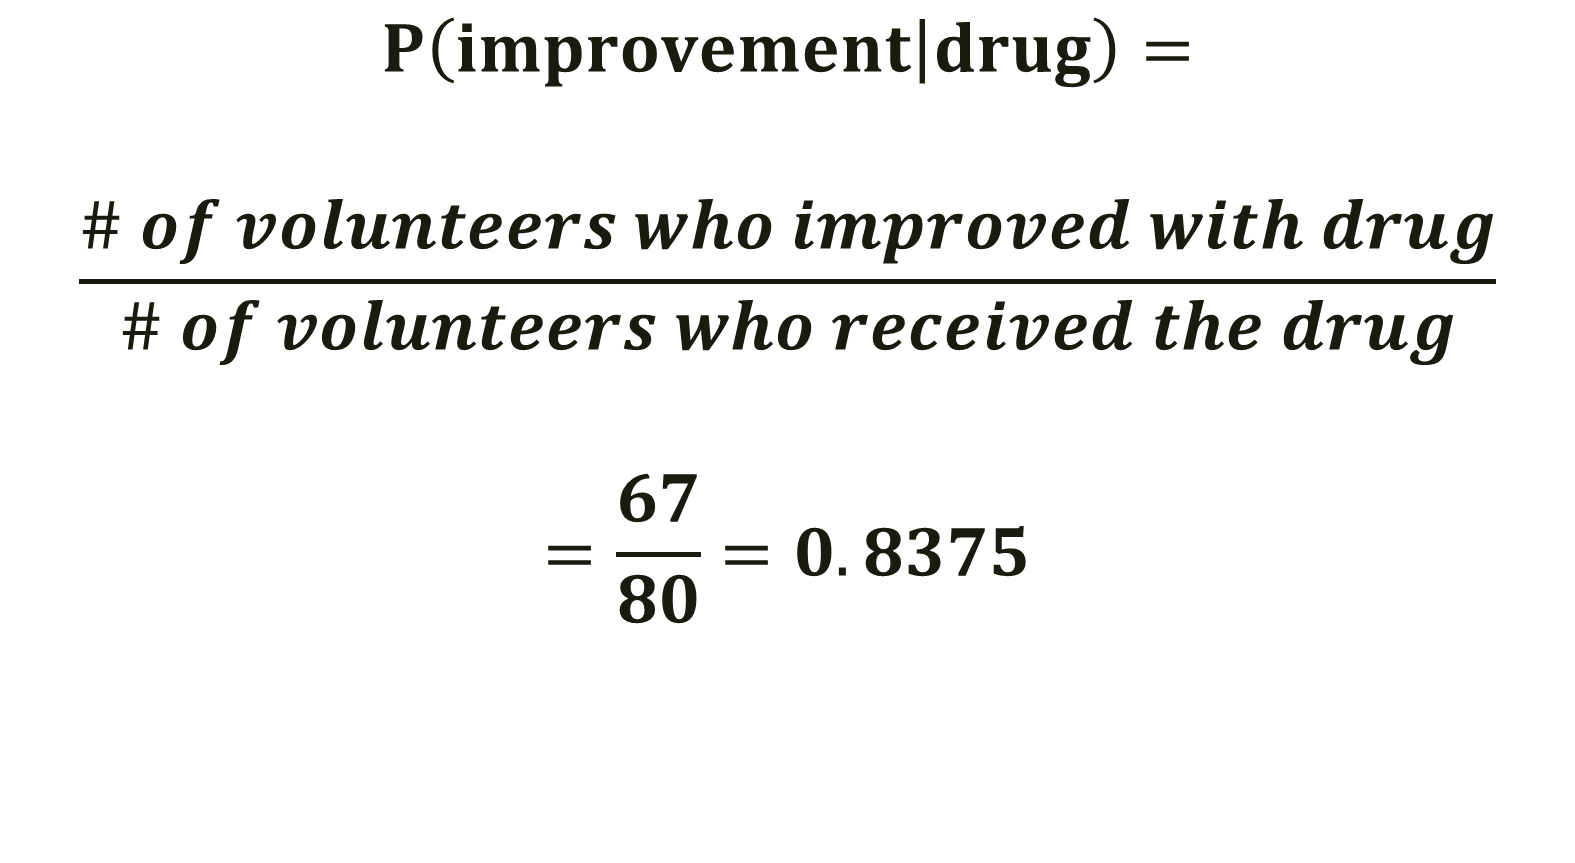 P(improvement|drug) =
# of volunteers who improved with drug
# of volunteers who received the drug
= 67/80 = 0.8375